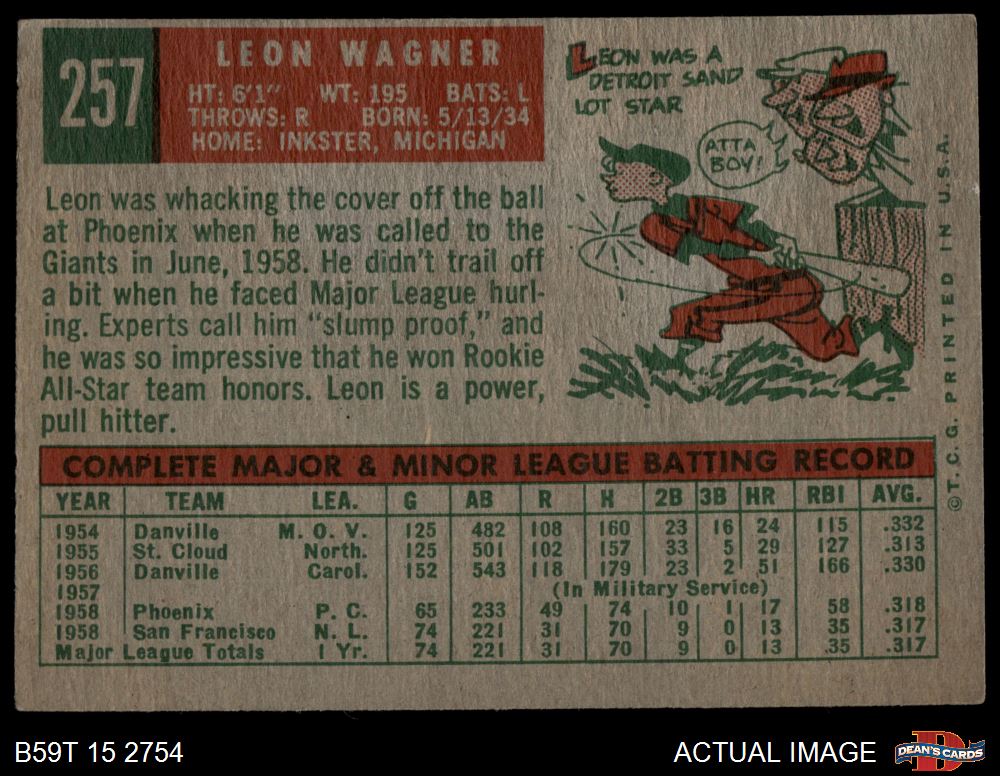 257
LEON WAGNER
HT: 6'1" WT: 195 BATS: L
THROWS: R BORN: 5/13/34
HOME: INKSTER, MICHIGAN
LEON WAS A
DETROIT SAND
LOT STAR
ATTA
BOY!
Leon was whacking the cover off the ball
at Phoenix when he was called to the
Giants in June, 1958. He didn't trail off
a bit when he faced Major League hurl-
ing. Experts call him "slump proof," and
he was so impressive that he won Rookie
All-Star team honors. Leon is a power,
pull hitter.
©T.C.G. PRINTED IN U.S.A.
COMPLETE MAJOR & MINOR LEAGUE BATTING RECORD
YEAR TEAM LEA. G AB R H 2B 3B HR RBI AVG.
1954 Danville M. O. V. 125 482 108 160 23 16 24 115 .332
1955 St. Cloud North. 125 501 102 157 33 5 29 127 .313
1956 Danville Carol. 152 543 118 179 23 2 51 166 .330
1957 (In Military Service)
1958 Phoenix P. C. 65 233 49 74 10 1 17 58 .318
1958 San Francisco N. L. 74 221 31 70 9 0 13 35 .317
Major League Totals 1 Yr. 74 221 31 70 9 0 13 35 .317
B59T 15 2754
ACTUAL IMAGE
DEAN'S CARDS